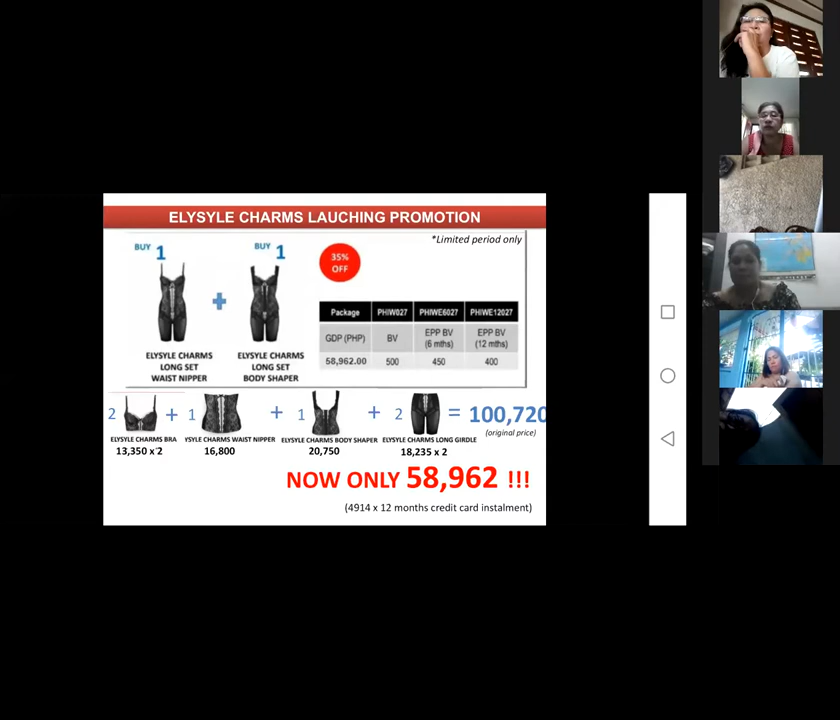 ELYSYLE CHARMS LAUCHING PROMOTION
*Limited period only
BUY 1
BUY 1
35%
OFF
+
ELYSYLE CHARMS
LONG SET
WAIST NIPPER
ELYSYLE CHARMS
LONG SET
BODY SHAPER
Package PHIW027 PHIWE6027 PHIWE12027
GDP (PHP) BV EPP BV (6 mths) EPP BV (12 mths)
58,962.00 500 450 400
2 + 1 + 1 + 2 = 100,720
(original price)
ELYSYLE CHARMS BRA YSYLE CHARMS WAIST NIPPER ELYSYLE CHARMS BODY SHAPER ELYSYLE CHARMS LONG GIRDLE
13,350 x 2 16,800 20,750 18,235 x 2
NOW ONLY 58,962 !!!
(4914 x 12 months credit card instalment)